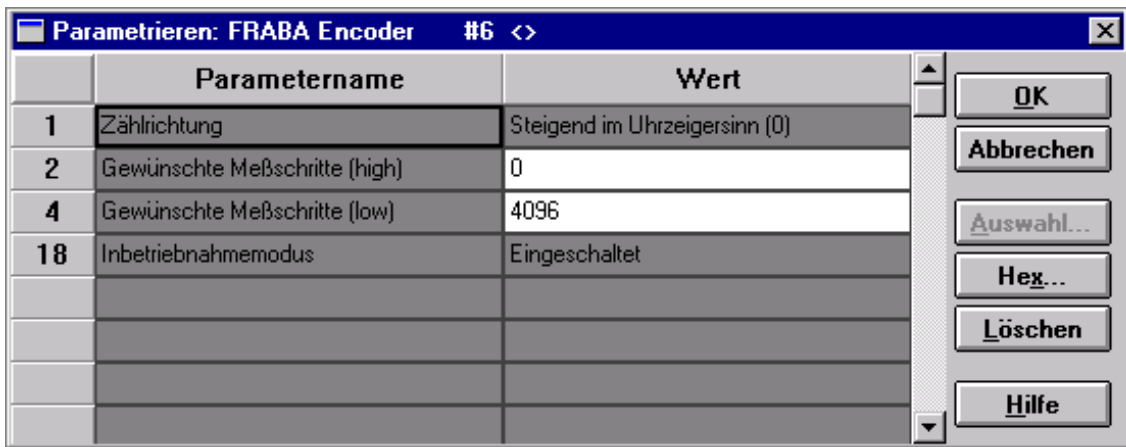 Parametrieren: FRABA Encoder #6 <>
Parametername Wert
1 Zählrichtung Steigend im Uhrzeigersinn (0)
2 Gewünschte Meßschritte (high) 0
4 Gewünschte Meßschritte (low) 4096
18 Inbetriebnahmemodus Eingeschaltet
OK
Abbrechen
Auswahl...
Hex...
Löschen
Hilfe